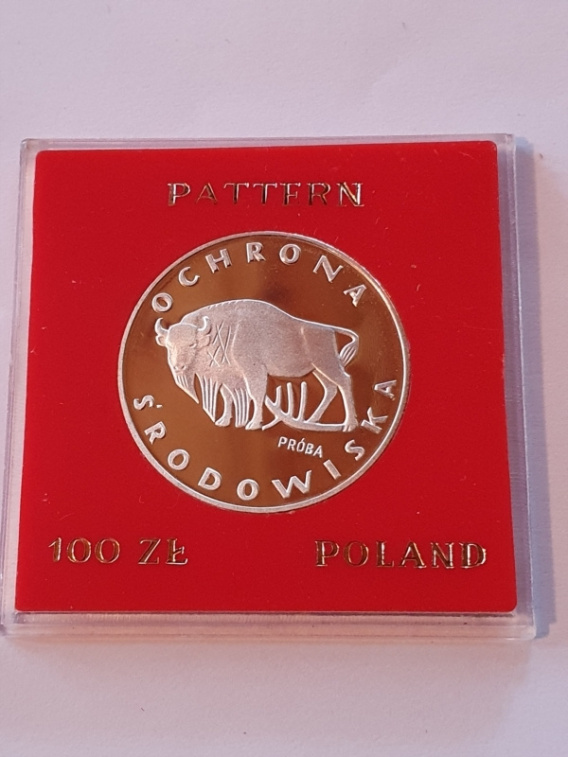 PATTERN
OCHRONA
ŚRODOWISKA
PRÓBA
100 ZŁ
POLAND